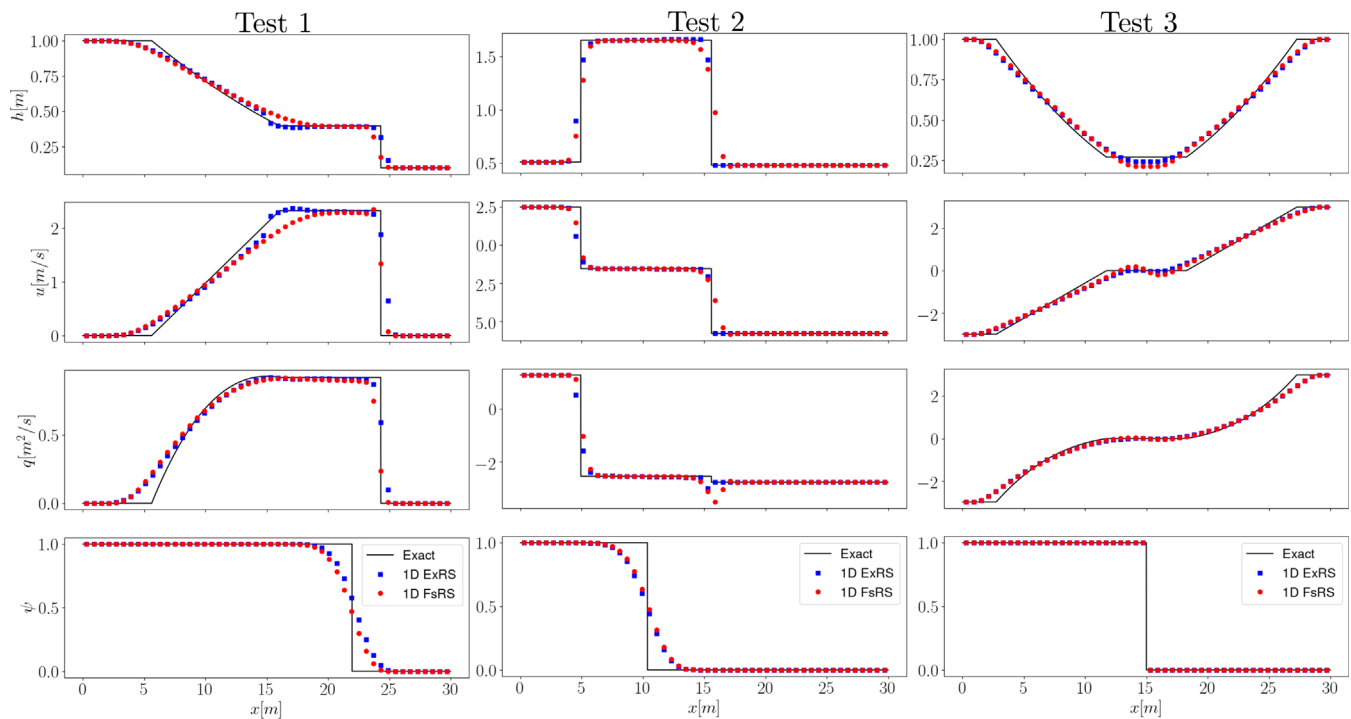 Test 1
Test 2
Test 3
h[m]
1.00
0.75
0.50
0.25
1.5
1.0
0.5
1.00
0.75
0.50
0.25
u[m/s]
2
1
0
2.5
0.0
2.5
5.0
2
0
−2
q[m²/s]
0.5
0.0
0
−2
2
0
−2
ψ
1.0
0.5
0.0
Exact
1D ExRS
1D FsRS
1.0
0.5
0.0
Exact
1D ExRS
1D FsRS
1.0
0.5
0.0
Exact
1D ExRS
1D FsRS
0 5 10 15 20 25 30
0 5 10 15 20 25 30
0 5 10 15 20 25 30
x[m]
x[m]
x[m]